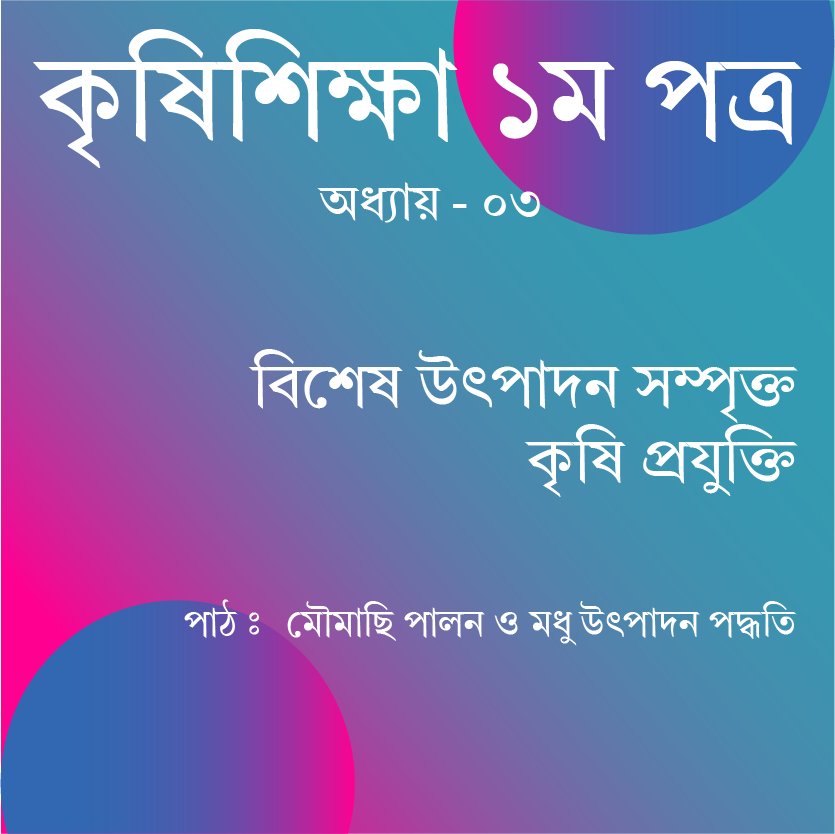 কৃষিশিক্ষা ১ম পত্র
অধ্যায় - ০৩
বিশেষ উৎপাদন সম্পৃক্ত
কৃষি প্রযুক্তি
পাঠ ঃ মৌমাছি পালন ও মধু উৎপাদন পদ্ধতি